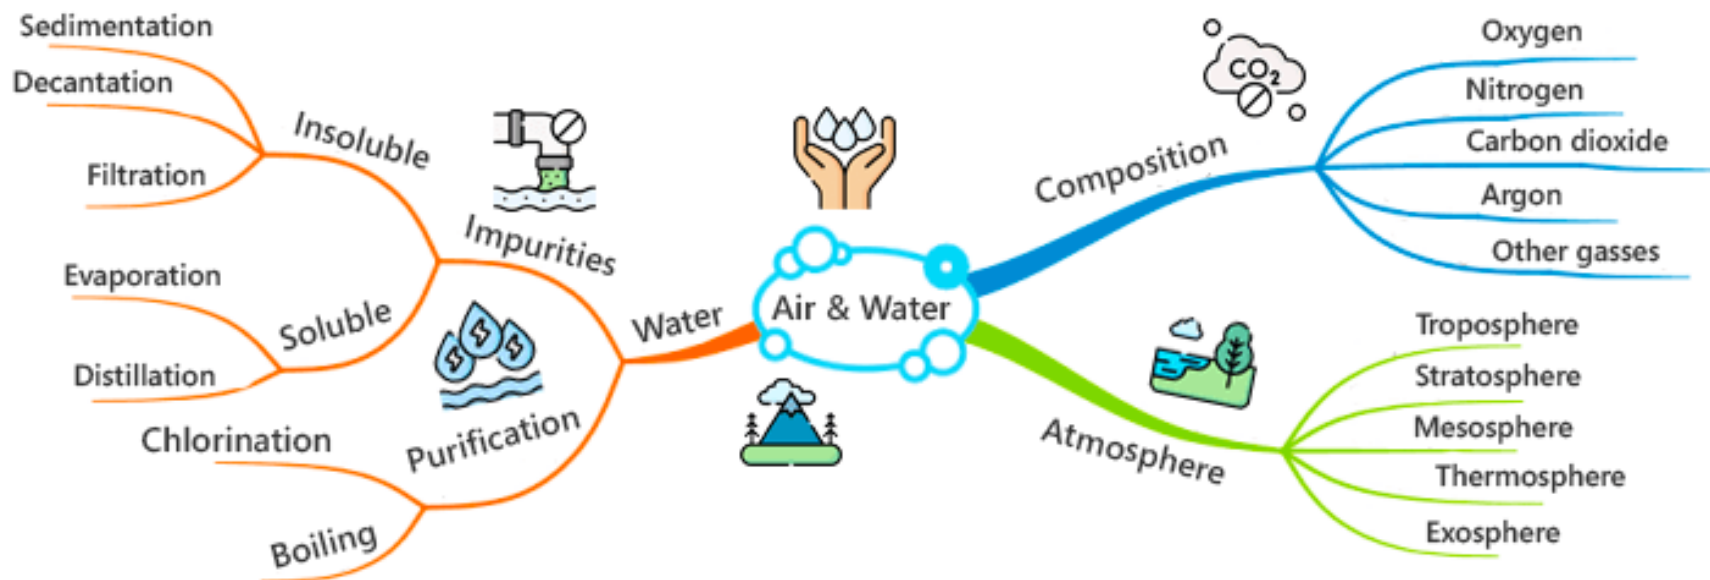 Sedimentation
Decantation
Insoluble
Filtration
Impurities
Evaporation
Soluble
Distillation
Water
Chlorination
Purification
Boiling
Air & Water
CO2
Composition
Oxygen
Nitrogen
Carbon dioxide
Argon
Other gasses
Atmosphere
Troposphere
Stratosphere
Mesosphere
Thermosphere
Exosphere